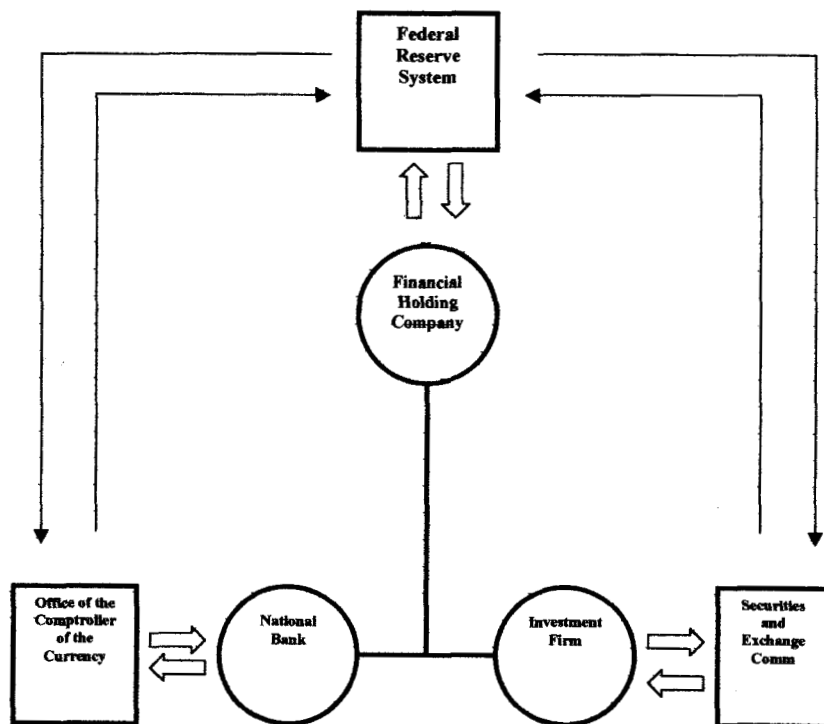 Federal
Reserve
System
Financial
Holding
Company
Office of the
Comptroller
of the
Currency
National
Bank
Investment
Firm
Securities
and
Exchange
Comm